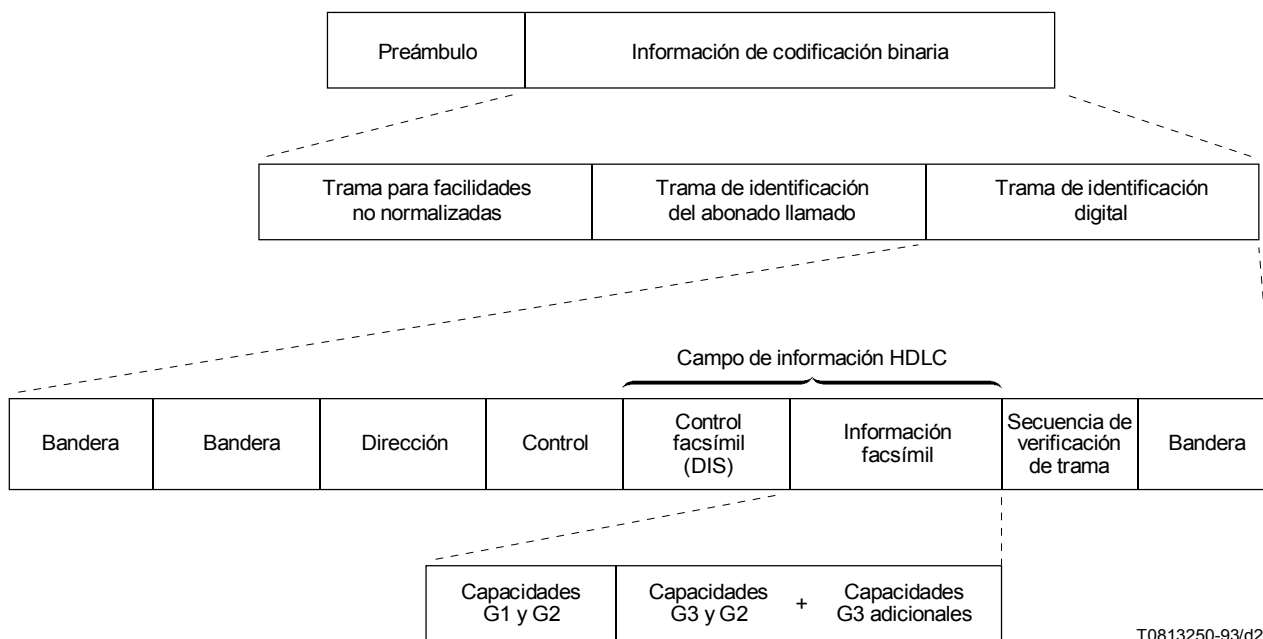 Preámbulo
Información de codificación binaria
Trama para facilidades
no normalizadas
Trama de identificación
del abonado llamado
Trama de identificación
digital
Campo de información HDLC
Bandera
Bandera
Dirección
Control
Control
facsímil
(DIS)
Información
facsímil
Secuencia de
verificación
de trama
Bandera
Capacidades
G1 y G2
Capacidades
G3 y G2
+
Capacidades
G3 adicionales
T0813250-93/d2